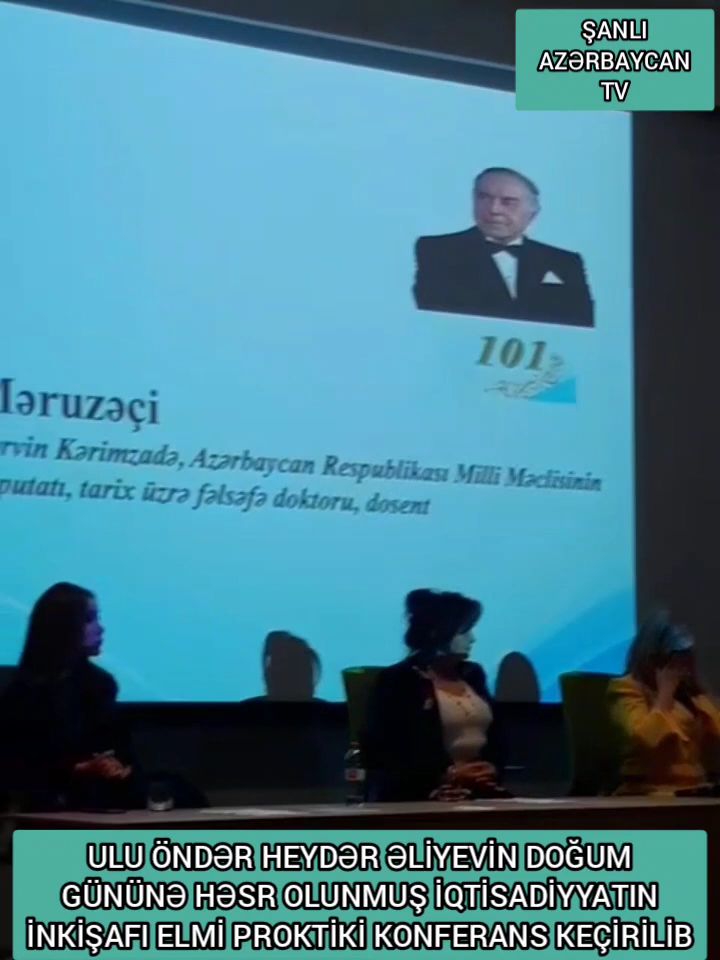 ŞANLI
AZƏRBAYCAN
TV
101
Məruzəçi
rvin Kərimzadə, Azərbaycan Respublikası Milli Məclisinin
putatı, tarix üzrə fəlsəfə doktoru, dosent
ULU ÖNDƏR HEYDƏR ƏLİYEVİN DOĞUM
GÜNÜNƏ HƏSR OLUNMUŞ İQTİSADİYYATIN
İNKİŞAFI ELMİ PROKTİKİ KONFERANS KEÇİRİLİB